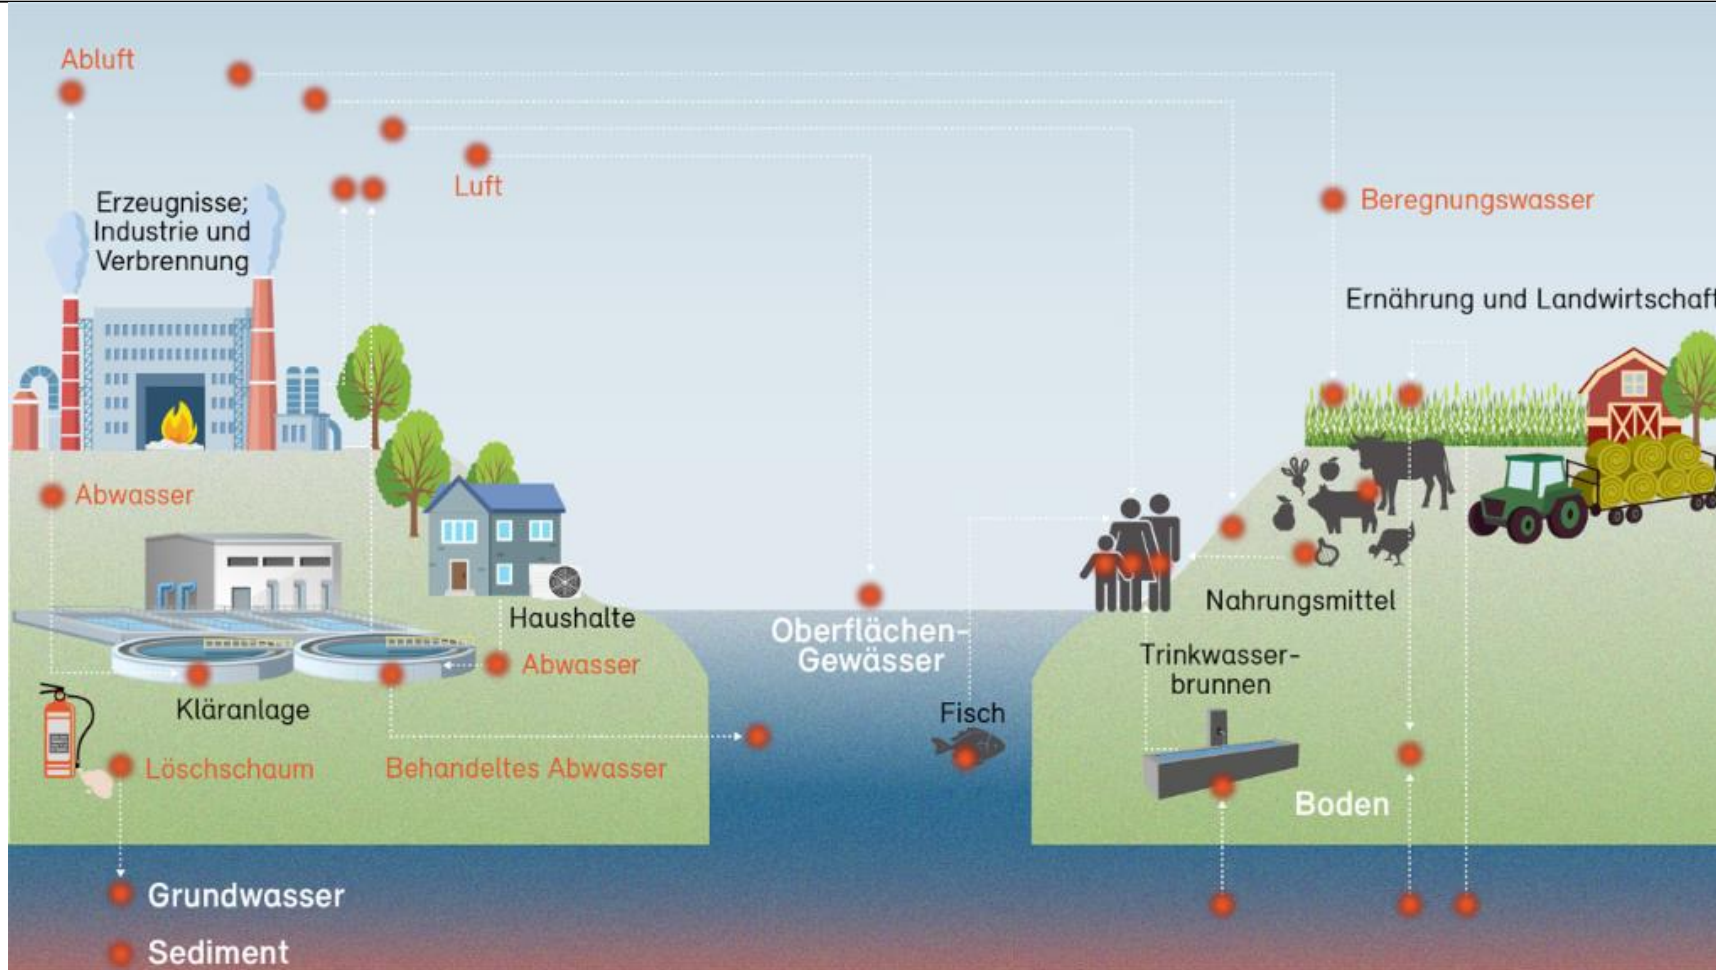 Abluft
Luft
Erzeugnisse;
Industrie und
Verbrennung
Beregnungswasser
Ernährung und Landwirtschaft
Abwasser
Haushalte
Abwasser
Kläranlage
Löschschaum
Behandeltes Abwasser
Oberflächen-
Gewässer
Fisch
Nahrungsmittel
Trinkwasser-
brunnen
Boden
Grundwasser
Sediment